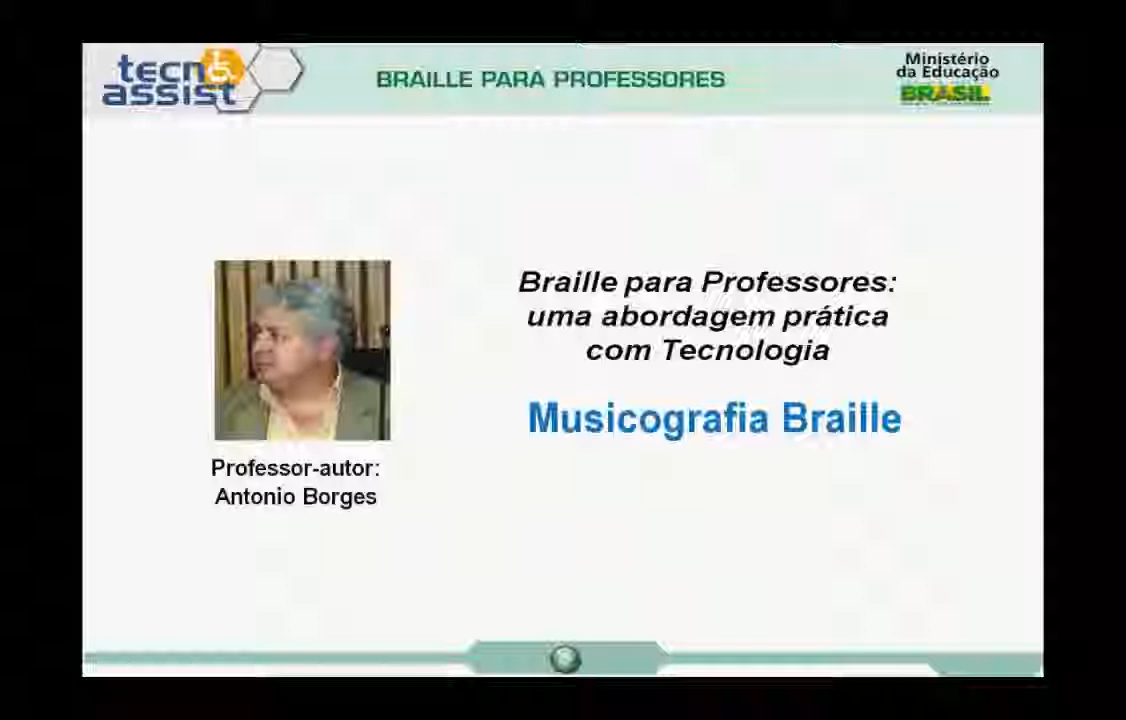 tecno
assist
BRAILLE PARA PROFESSORES
Ministério
da Educação
BRASIL
Braille para Professores:
uma abordagem prática
com Tecnologia
Musicografia Braille
Professor-autor:
Antonio Borges